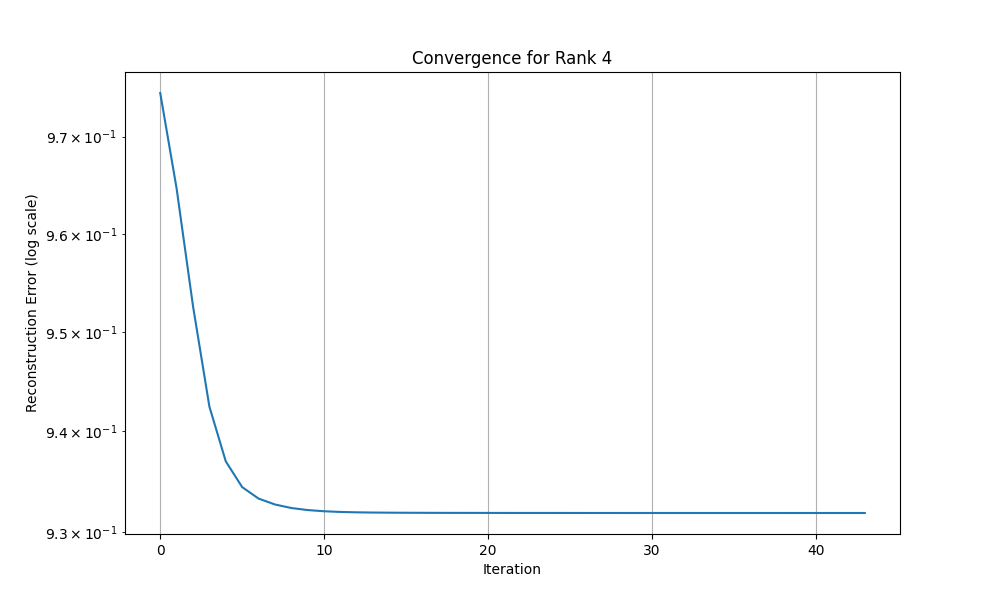 Convergence for Rank 4
Reconstruction Error (log scale)
9.7 × 10⁻¹
9.6 × 10⁻¹
9.5 × 10⁻¹
9.4 × 10⁻¹
9.3 × 10⁻¹
0 10 20 30 40
Iteration